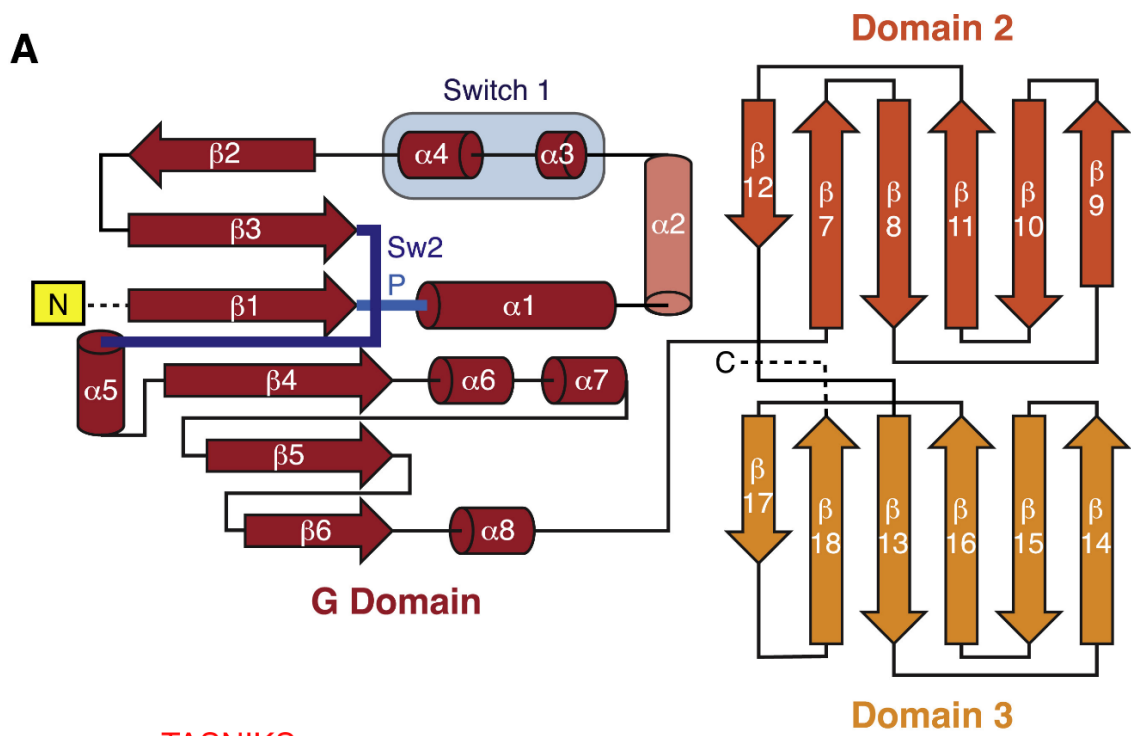 A
Domain 2
Switch 1
β2
α4
α3
α2
β3
Sw2
P
N
β1
α1
α5
β4
α6
α7
β5
β6
α8
G Domain
β
12
β
7
β
8
β
11
β
10
β
9
C
β
17
β
18
β
13
β
16
β
15
β
14
Domain 3